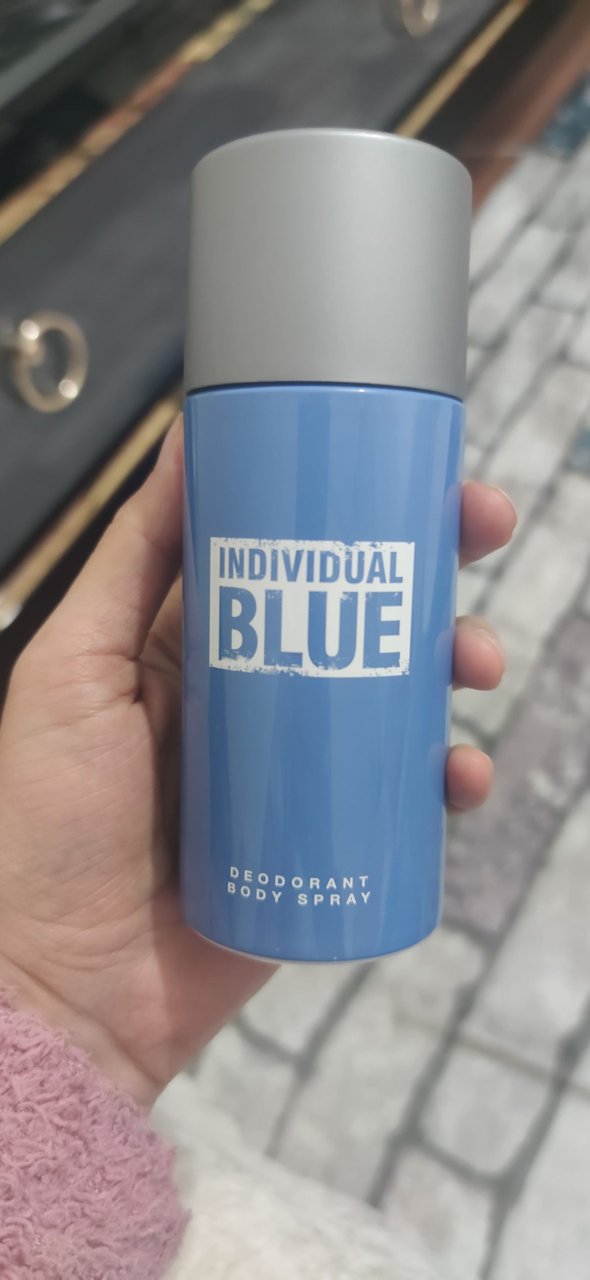 INDIVIDUAL
BLUE
DEODORANT
BODY SPRAY